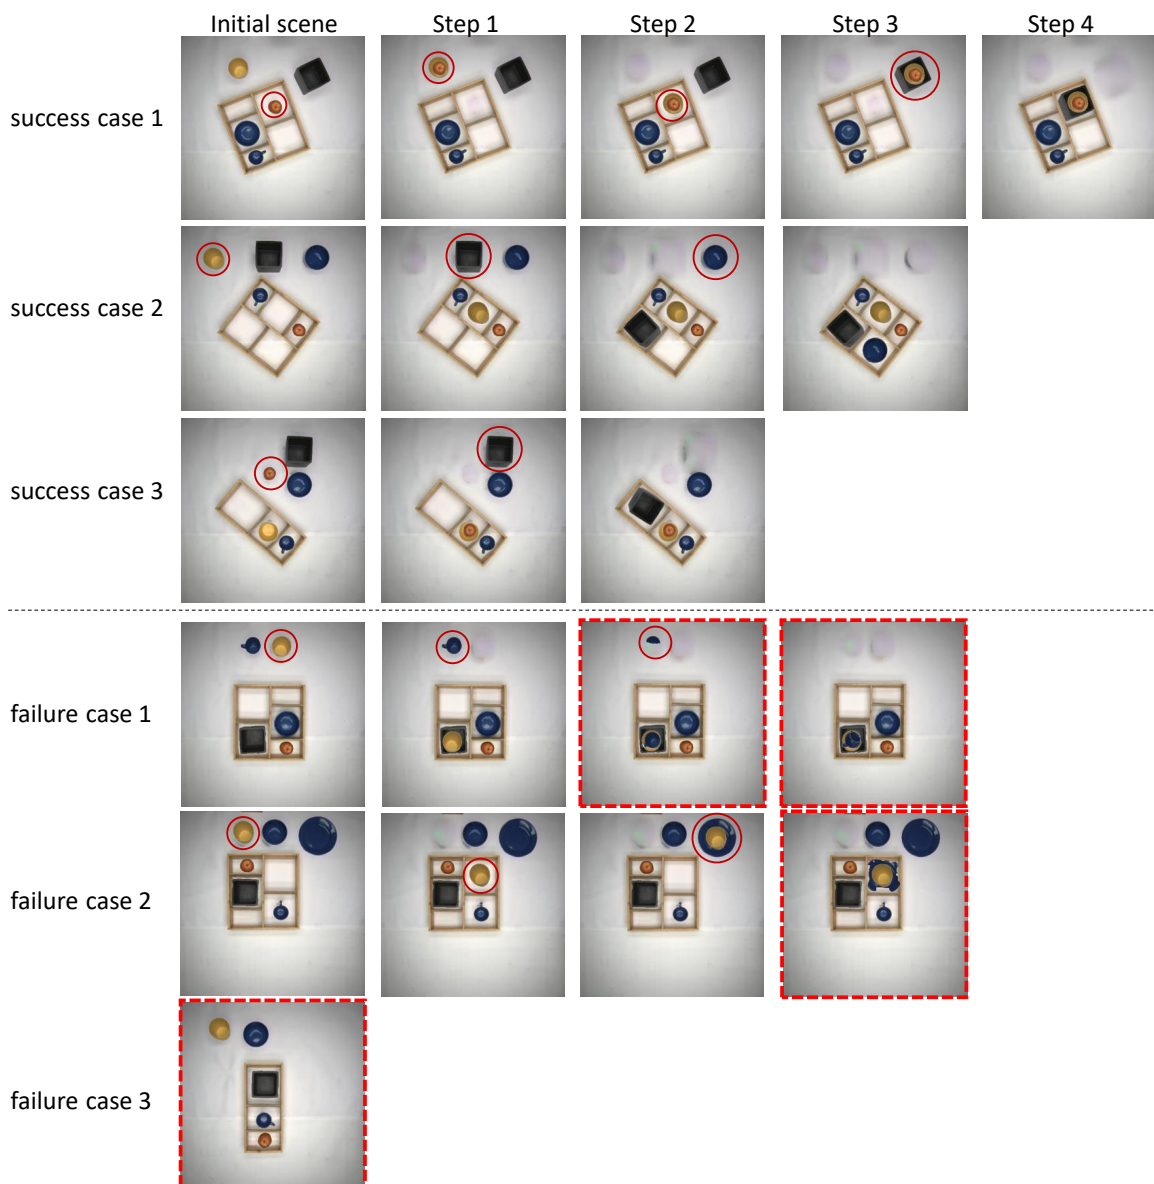 Initial scene Step 1 Step 2 Step 3 Step 4
success case 1
success case 2
success case 3
failure case 1
failure case 2
failure case 3